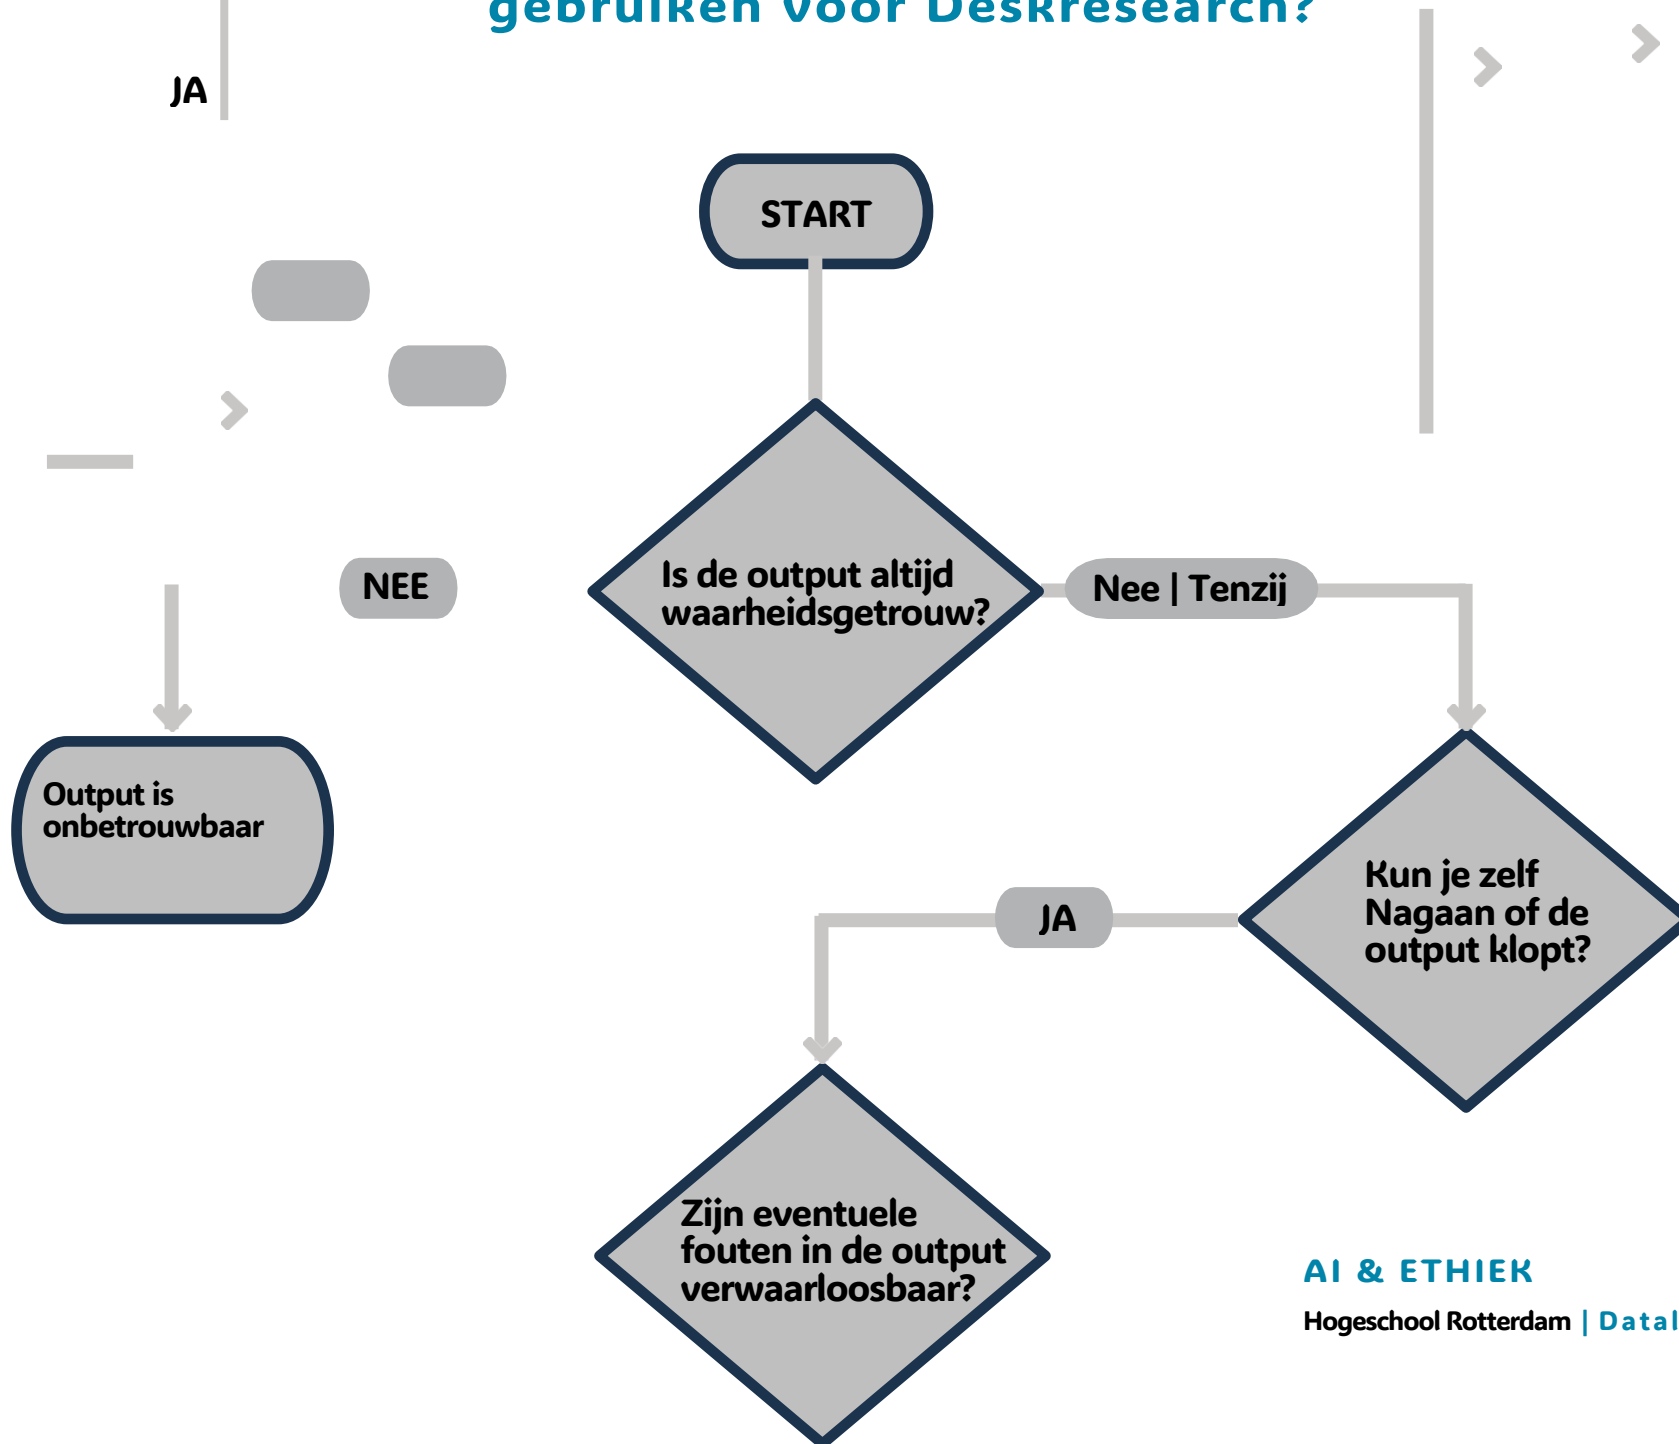 gebruiken voor Deskresearch?
JA
START
NEE
Is de output altijd
waarheidsgetrouw?
Nee | Tenzij
Output is
onbetrouwbaar
Kun je zelf
Nagaan of de
output klopt?
JA
Zijn eventuele
fouten in de output
verwaarloosbaar?
AI & ETHIEK
Hogeschool Rotterdam | Datal